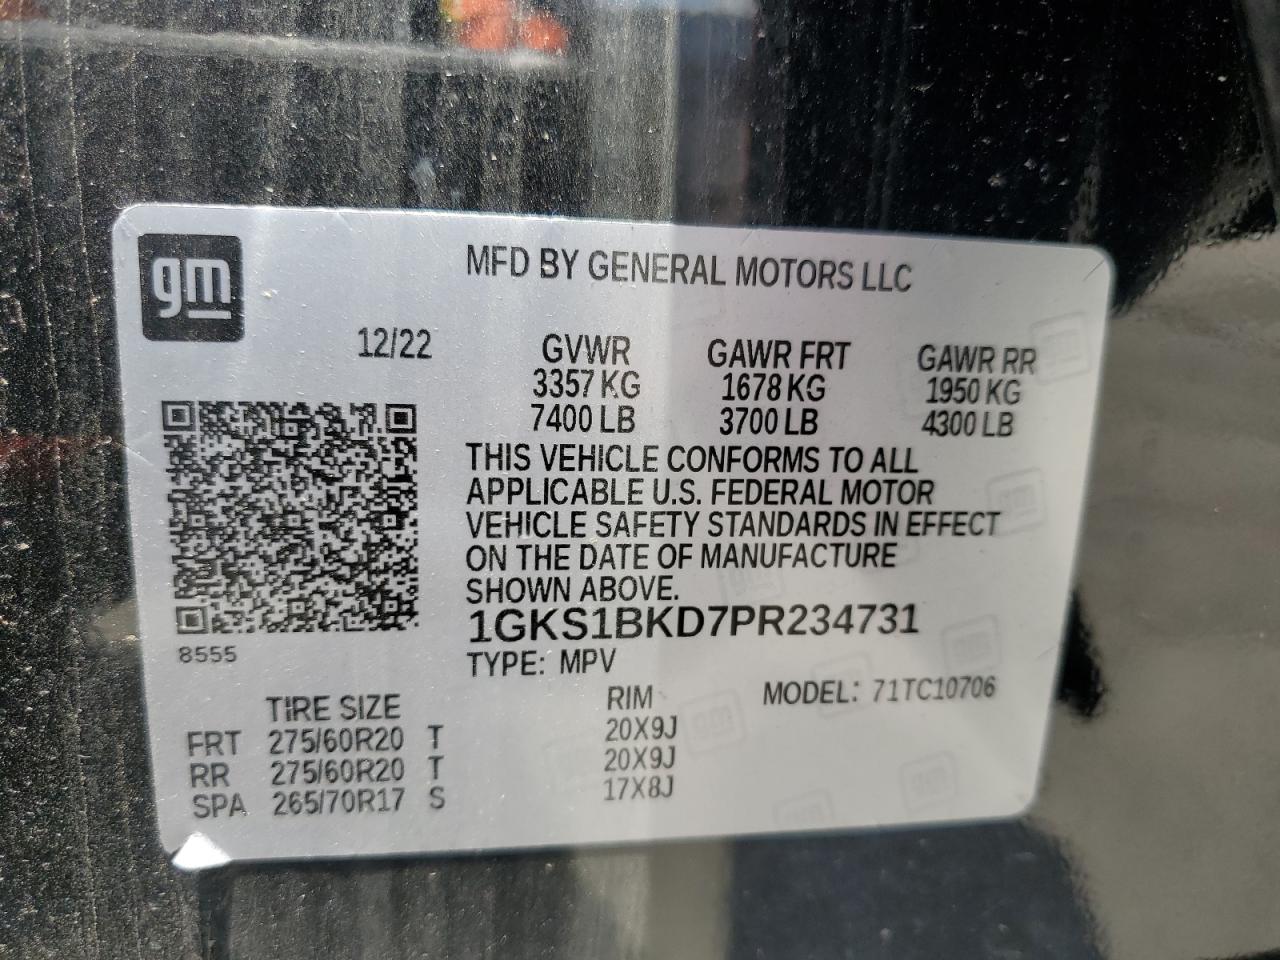 gm
MFD BY GENERAL MOTORS LLC
12/22 GVWR GAWR FRT GAWR RR
3357 KG 1678 KG 1950 KG
7400 LB 3700 LB 4300 LB
THIS VEHICLE CONFORMS TO ALL
APPLICABLE U.S. FEDERAL MOTOR
VEHICLE SAFETY STANDARDS IN EFFECT
ON THE DATE OF MANUFACTURE
SHOWN ABOVE.
1GKS1BKD7PR234731
8555
TYPE: MPV
TIRE SIZE RIM MODEL: 71TC10706
FRT 275/60R20 T 20X9J
RR 275/60R20 T 20X9J
SPA 265/70R17 S 17X8J